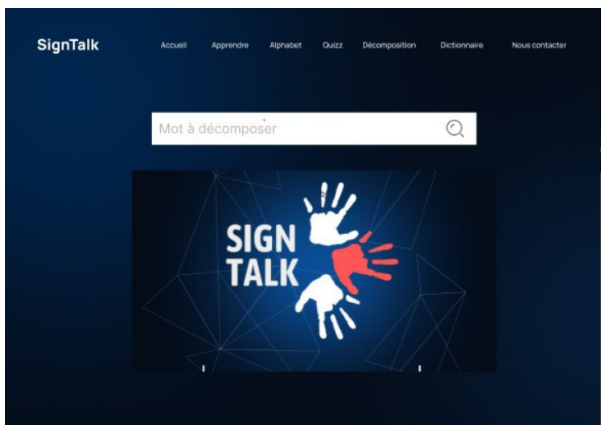 SignTalk Accueil Apprendre Alphabet Quizz Décomposition Dictionnaire Nous contacter
Mot à décomposer
SIGN
TALK